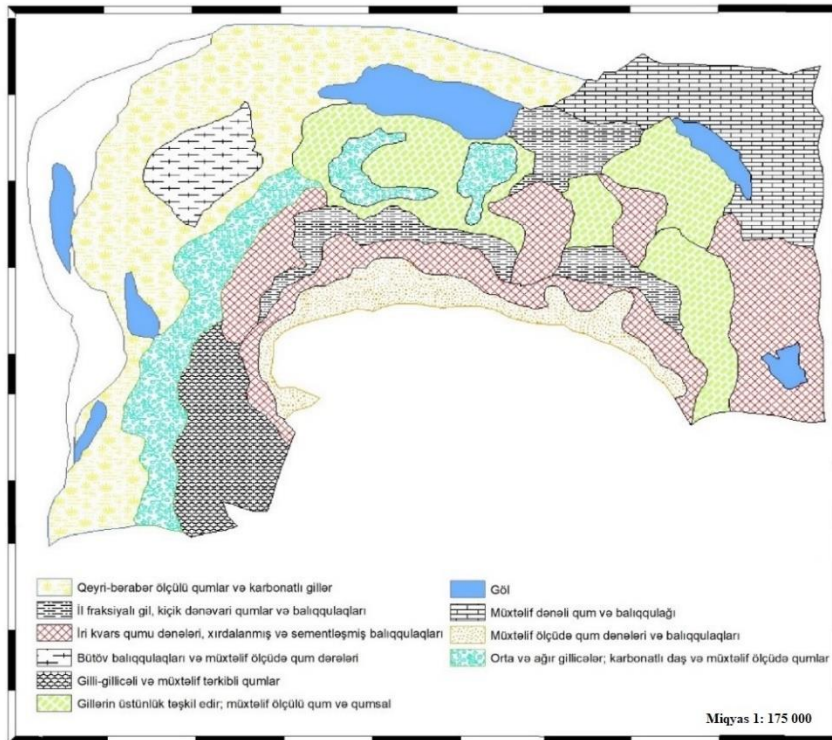 Qeyri-bərabər ölçülü qumlar və karbonatlı gillər
İl fraksiyalı gil, kiçik dənəvari qumlar və balıqqulaqları
İri kvars qumu dənələri, xırdalanmış və sementləşmiş balıqqulaqları
Bütöv balıqqulaqları və müxtəlif ölçüdə qum dərələri
Gilli-gillicəli və müxtəlif tərkibli qumlar
Gillərin üstünlük təşkil edir; müxtəlif ölçülü qum və qumsal
Göl
Müxtəlif dənəli qum və balıqqulağı
Müxtəlif ölçüdə qum dənələri və balıqqulaqları
Orta və ağır gillicələr; karbonatlı daş və müxtəlif ölçüdə qumlar
Miqyas 1: 175 000